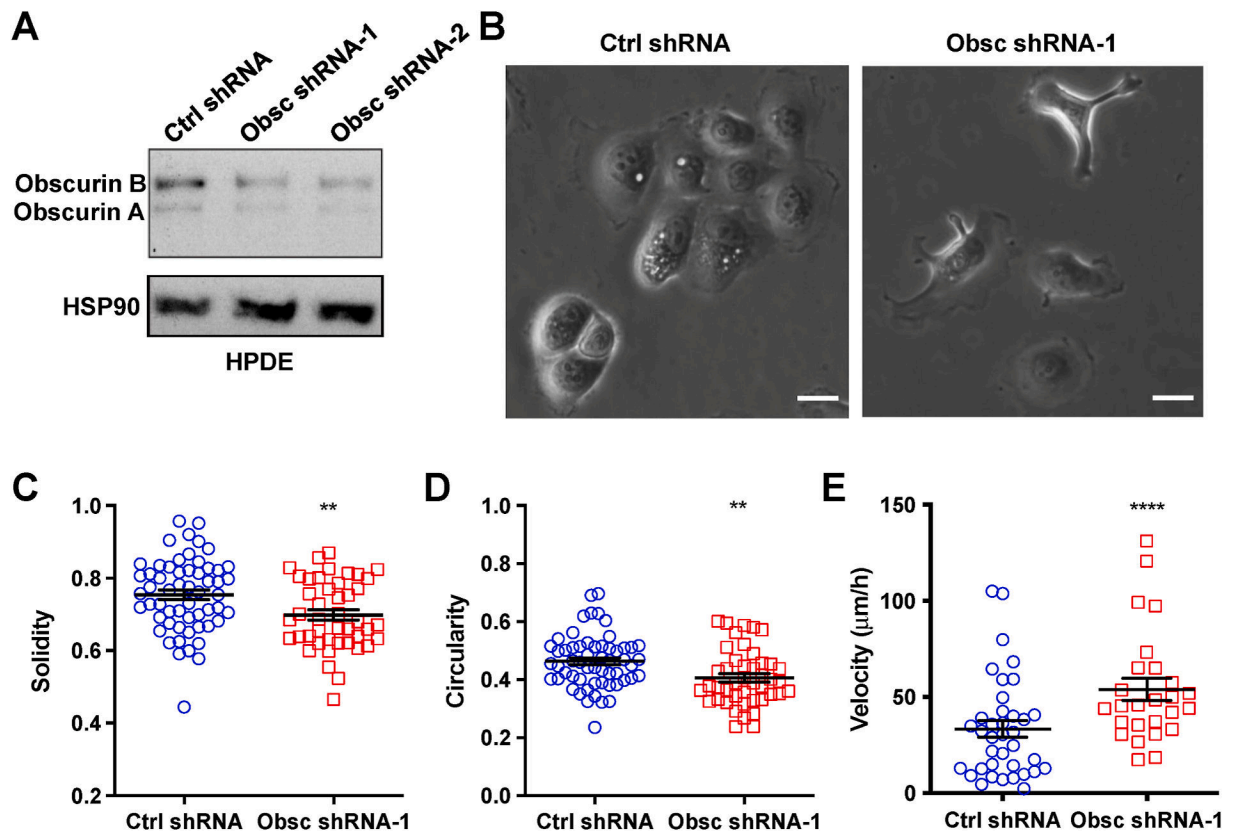 A
Ctrl shRNA
Obsc shRNA-1
Obsc shRNA-2
Obscurin B
Obscurin A
HSP90
HPDE
B
Ctrl shRNA
Obsc shRNA-1
C
**
Solidity
1.0
0.8
0.6
0.4
0.2
Ctrl shRNA Obsc shRNA-1
D
**
Circularity
1.0
0.8
0.6
0.4
0.2
0.0
Ctrl shRNA Obsc shRNA-1
E
****
Velocity (μm/h)
150
100
50
0
Ctrl shRNA Obsc shRNA-1